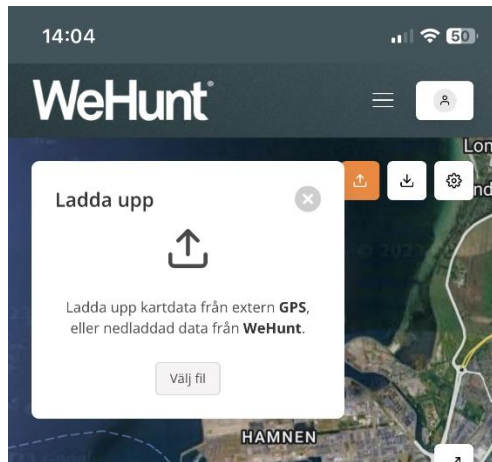 14:04
50
WeHunt®
Lon
nd
Ladda upp
© 2023
Ladda upp kartdata från extern GPS,
eller nedladdad data från WeHunt.
Välj fil
HAMNEN